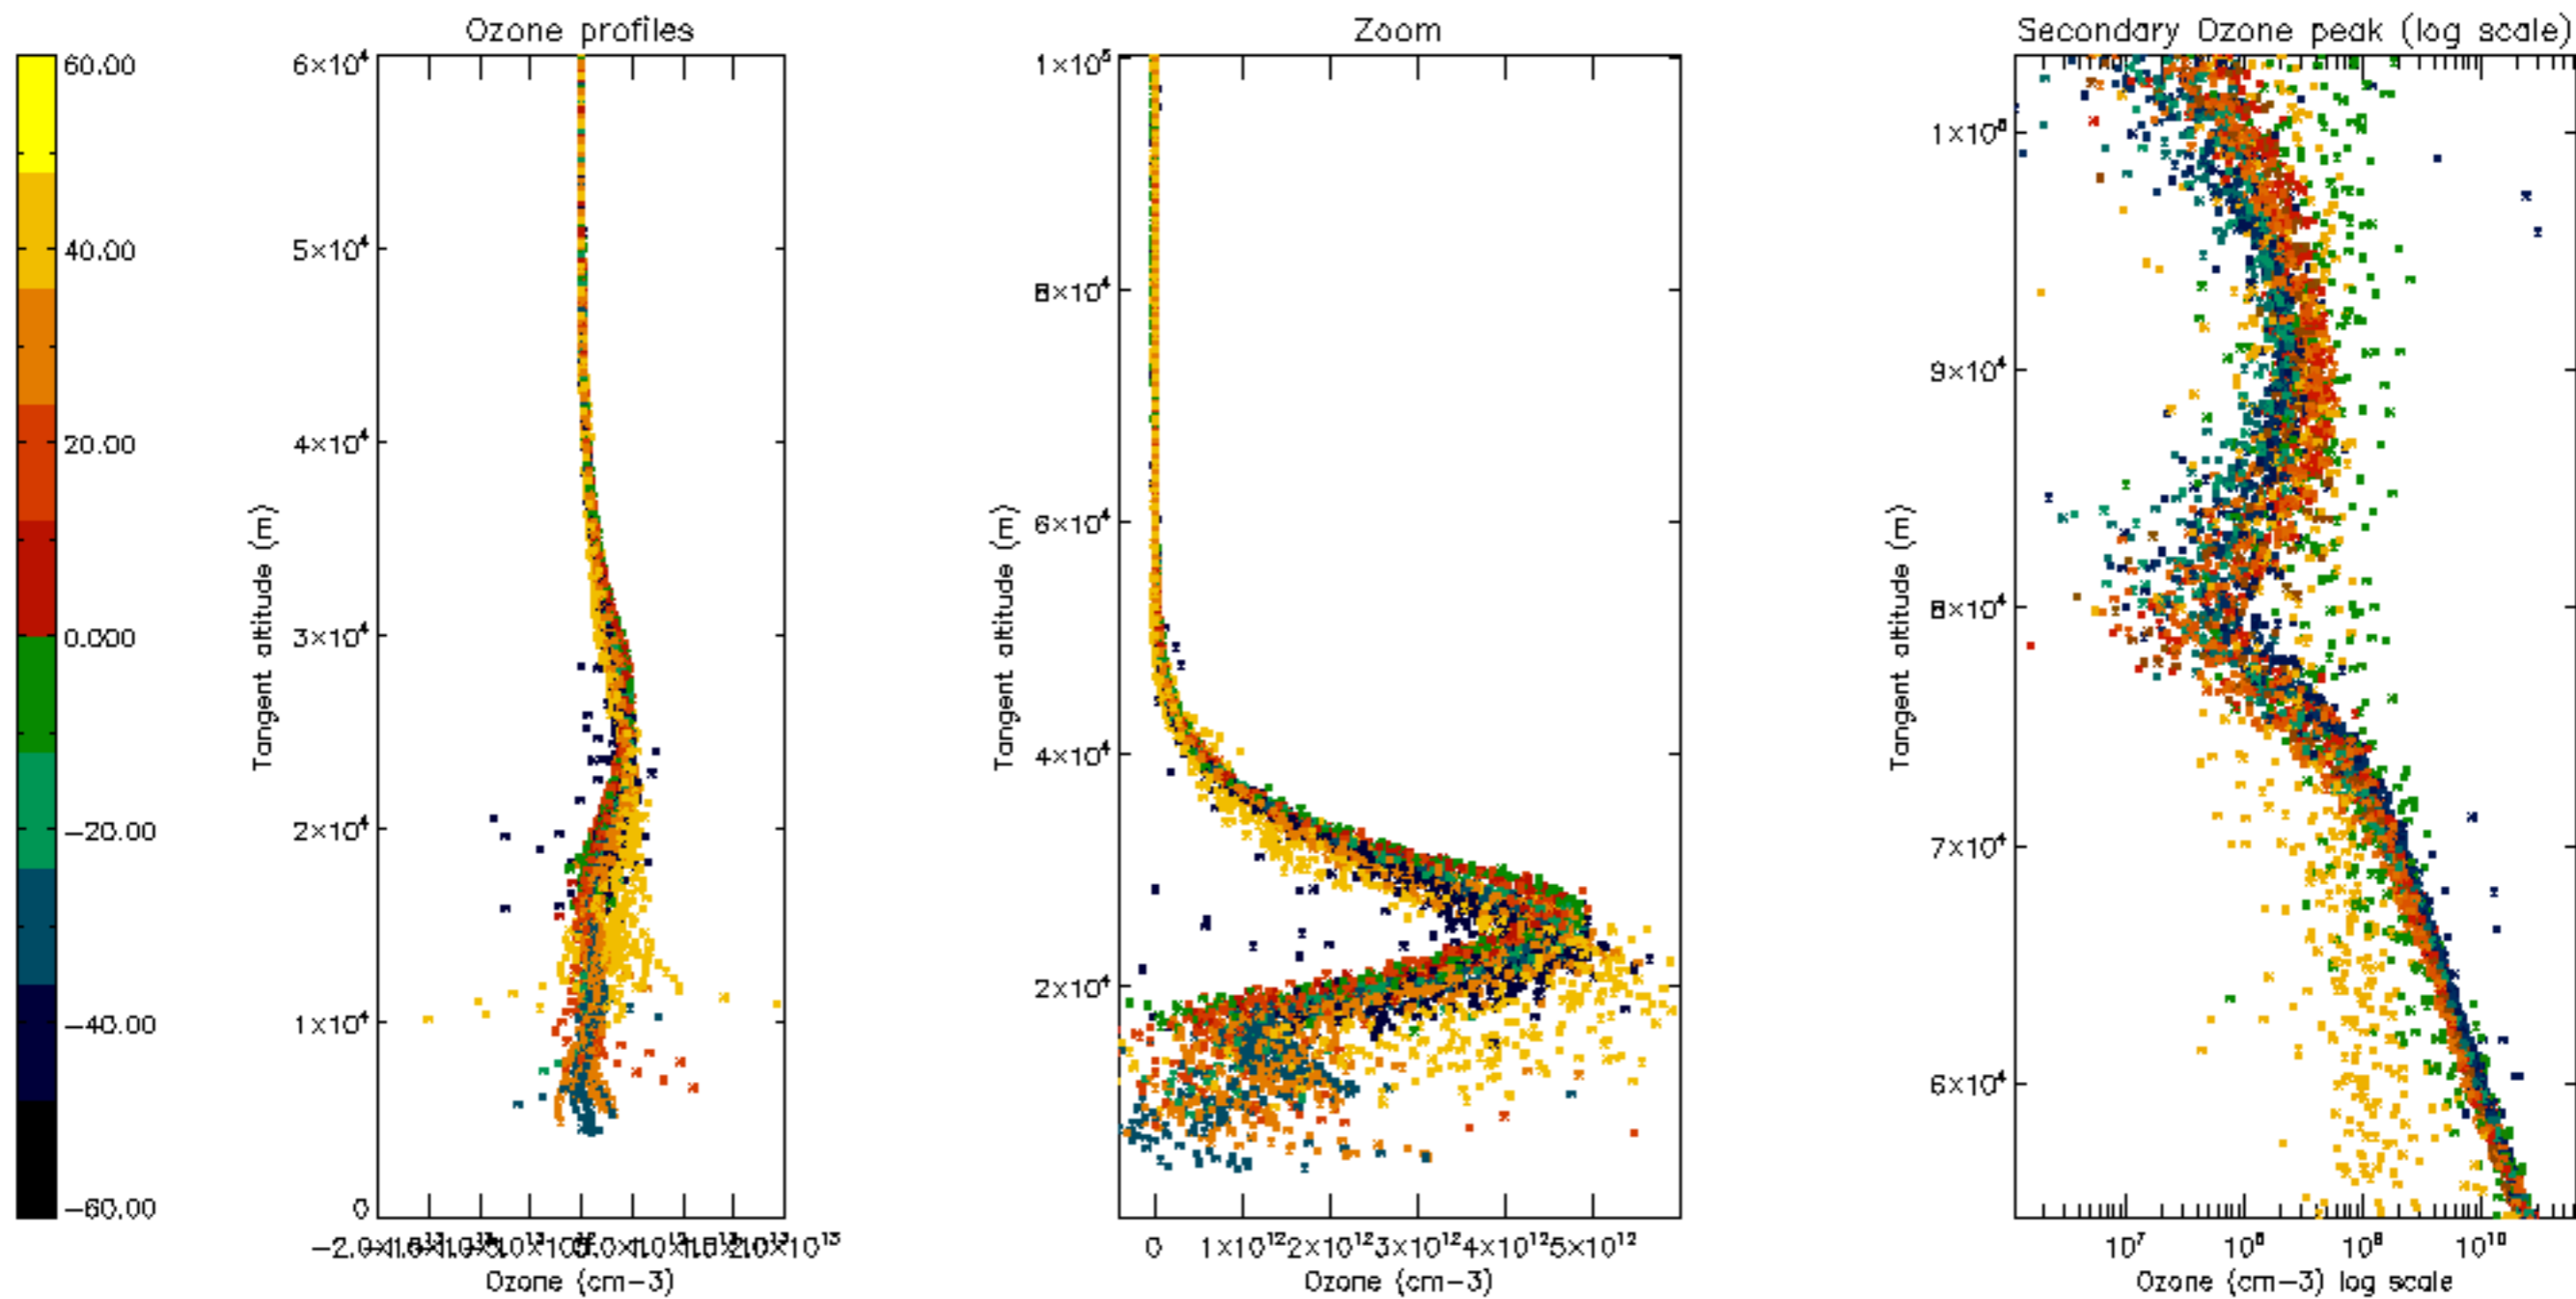 Ozone profiles
Zoom
Secondary Ozone peak (log scale)
60.00
40.00
20.00
0.000
-20.00
-40.00
-60.00
6×10⁴
5×10⁴
4×10⁴
3×10⁴
2×10⁴
1×10⁴
0
Tangent altitude (m)
Ozone (cm-3)
1×10⁵
8×10⁴
6×10⁴
4×10⁴
2×10⁴
Tangent altitude (m)
0 1×10¹² 2×10¹² 3×10¹² 4×10¹² 5×10¹²
Ozone (cm-3)
9×10⁴
8×10⁴
7×10⁴
6×10⁴
Tangent altitude (m)
10⁷ 10⁸ 10⁹ 10¹⁰
Ozone (cm-3) log scale